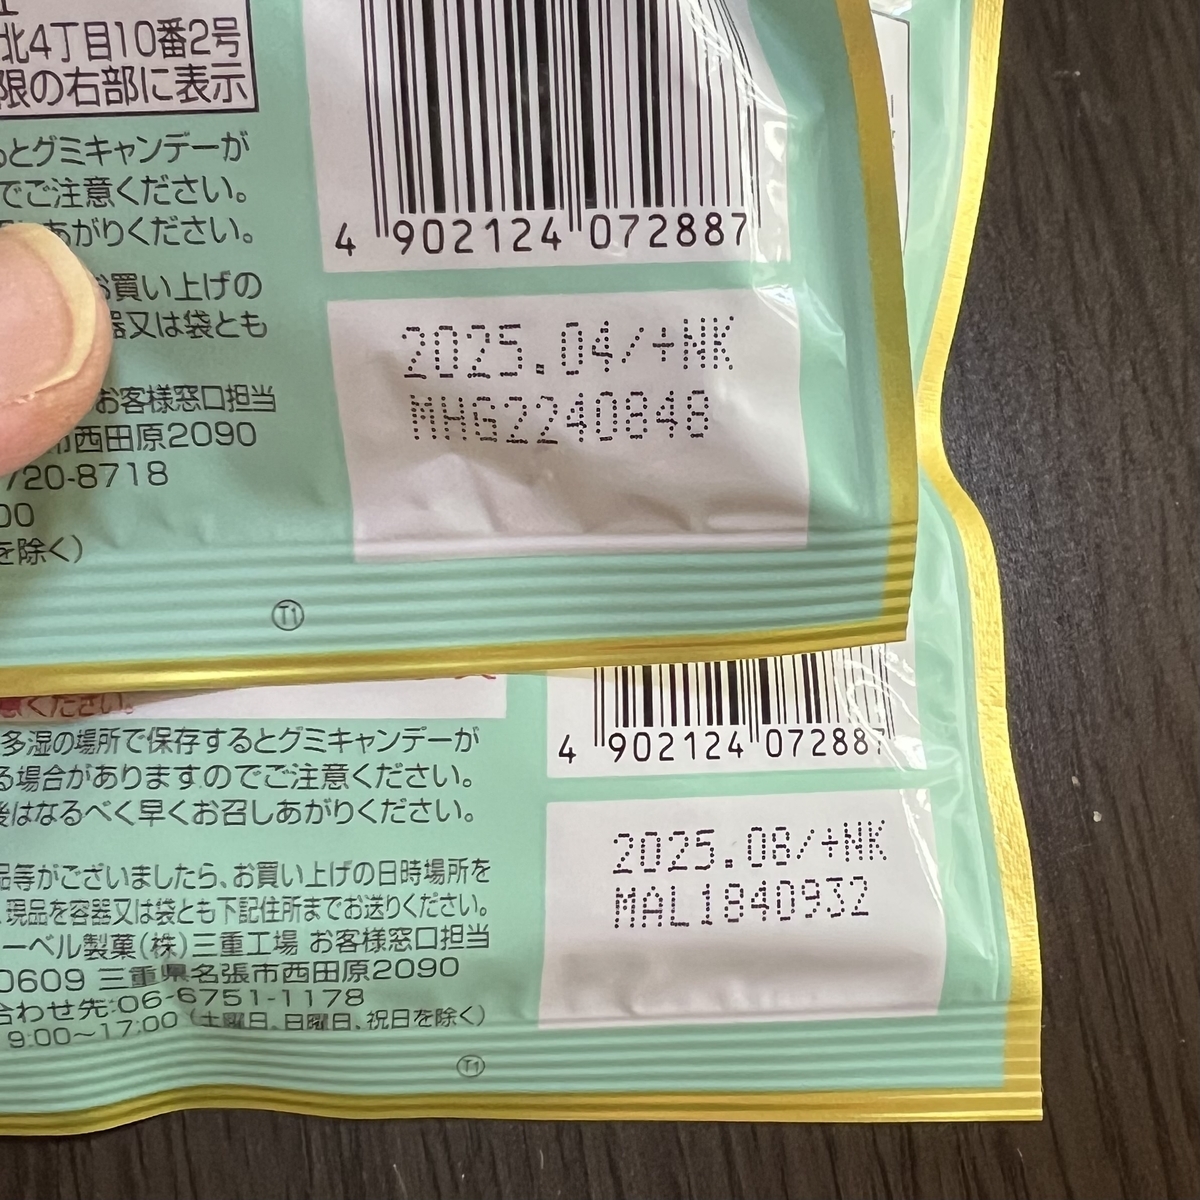 北4丁目10番2号
限の右部に表示
るとグミキャンデーが
でご注意ください。
あがりください。
お買い上げの
器又は袋とも
お客様窓口担当
市西田原2090
720-8718
00
を除く)
4 902124 072887
2025.04/+NK
MHG2240848
T1
意ください。
多湿の場所で保存するとグミキャンデーが
る場合がありますのでご注意ください。
後はなるべく早くお召しあがりください。
品等がございましたら、お買い上げの日時場所を
現品を容器又は袋とも下記住所までお送りください。
ーベル製菓(株)三重工場 お客様窓口担当
0609 三重県名張市西田原2090
合わせ先:06-6751-1178
9:00~17:00 (土曜日、日曜日、祝日を除く)
4 902124 072887
2025.08/+NK
MAL1840932
T1